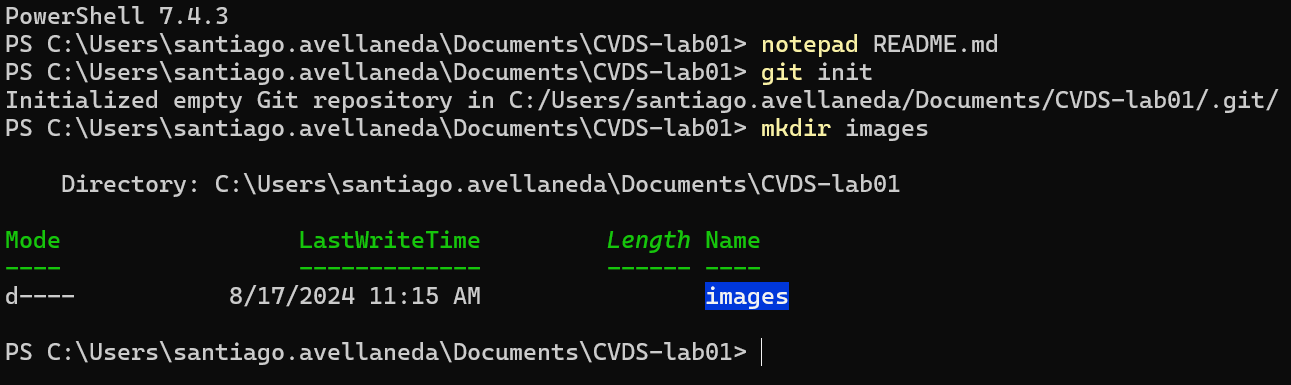 PowerShell 7.4.3
PS C:\Users\santiago.avellaneda\Documents\CVDS-lab01> notepad README.md
PS C:\Users\santiago.avellaneda\Documents\CVDS-lab01> git init
Initialized empty Git repository in C:/Users/santiago.avellaneda/Documents/CVDS-lab01/.git/
PS C:\Users\santiago.avellaneda\Documents\CVDS-lab01> mkdir images
    Directory: C:\Users\santiago.avellaneda\Documents\CVDS-lab01
Mode                 LastWriteTime         Length Name
----                 -------------         ------ ----
d----           8/17/2024 11:15 AM                images
PS C:\Users\santiago.avellaneda\Documents\CVDS-lab01>